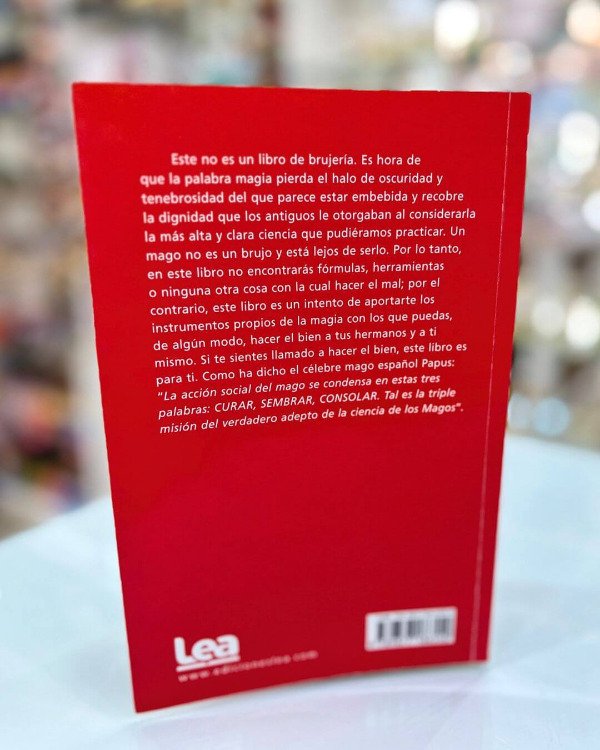 Este no es un libro de brujería. Es hora de
que la palabra magia pierda el halo de oscuridad y
tenebrosidad del que parece estar embebida y recobre
la dignidad que los antiguos le otorgaban al considerarla
la más alta y clara ciencia que pudiéramos practicar. Un
mago no es un brujo y está lejos de serlo. Por lo tanto,
en este libro no encontrarás fórmulas, herramientas
o ninguna otra cosa con la cual hacer el mal; por el
contrario, este libro es un intento de aportarte los
instrumentos propios de la magia con los que puedas,
de algún modo, hacer el bien a tus hermanos y a ti
mismo. Si te sientes llamado a hacer el bien, este libro es
para ti. Como ha dicho el célebre mago español Papus:
"La acción social del mago se condensa en estas tres
palabras: CURAR, SEMBRAR, CONSOLAR. Tal es la triple
misión del verdadero adepto de la ciencia de los Magos".
Lea
www.edicioneslea.com